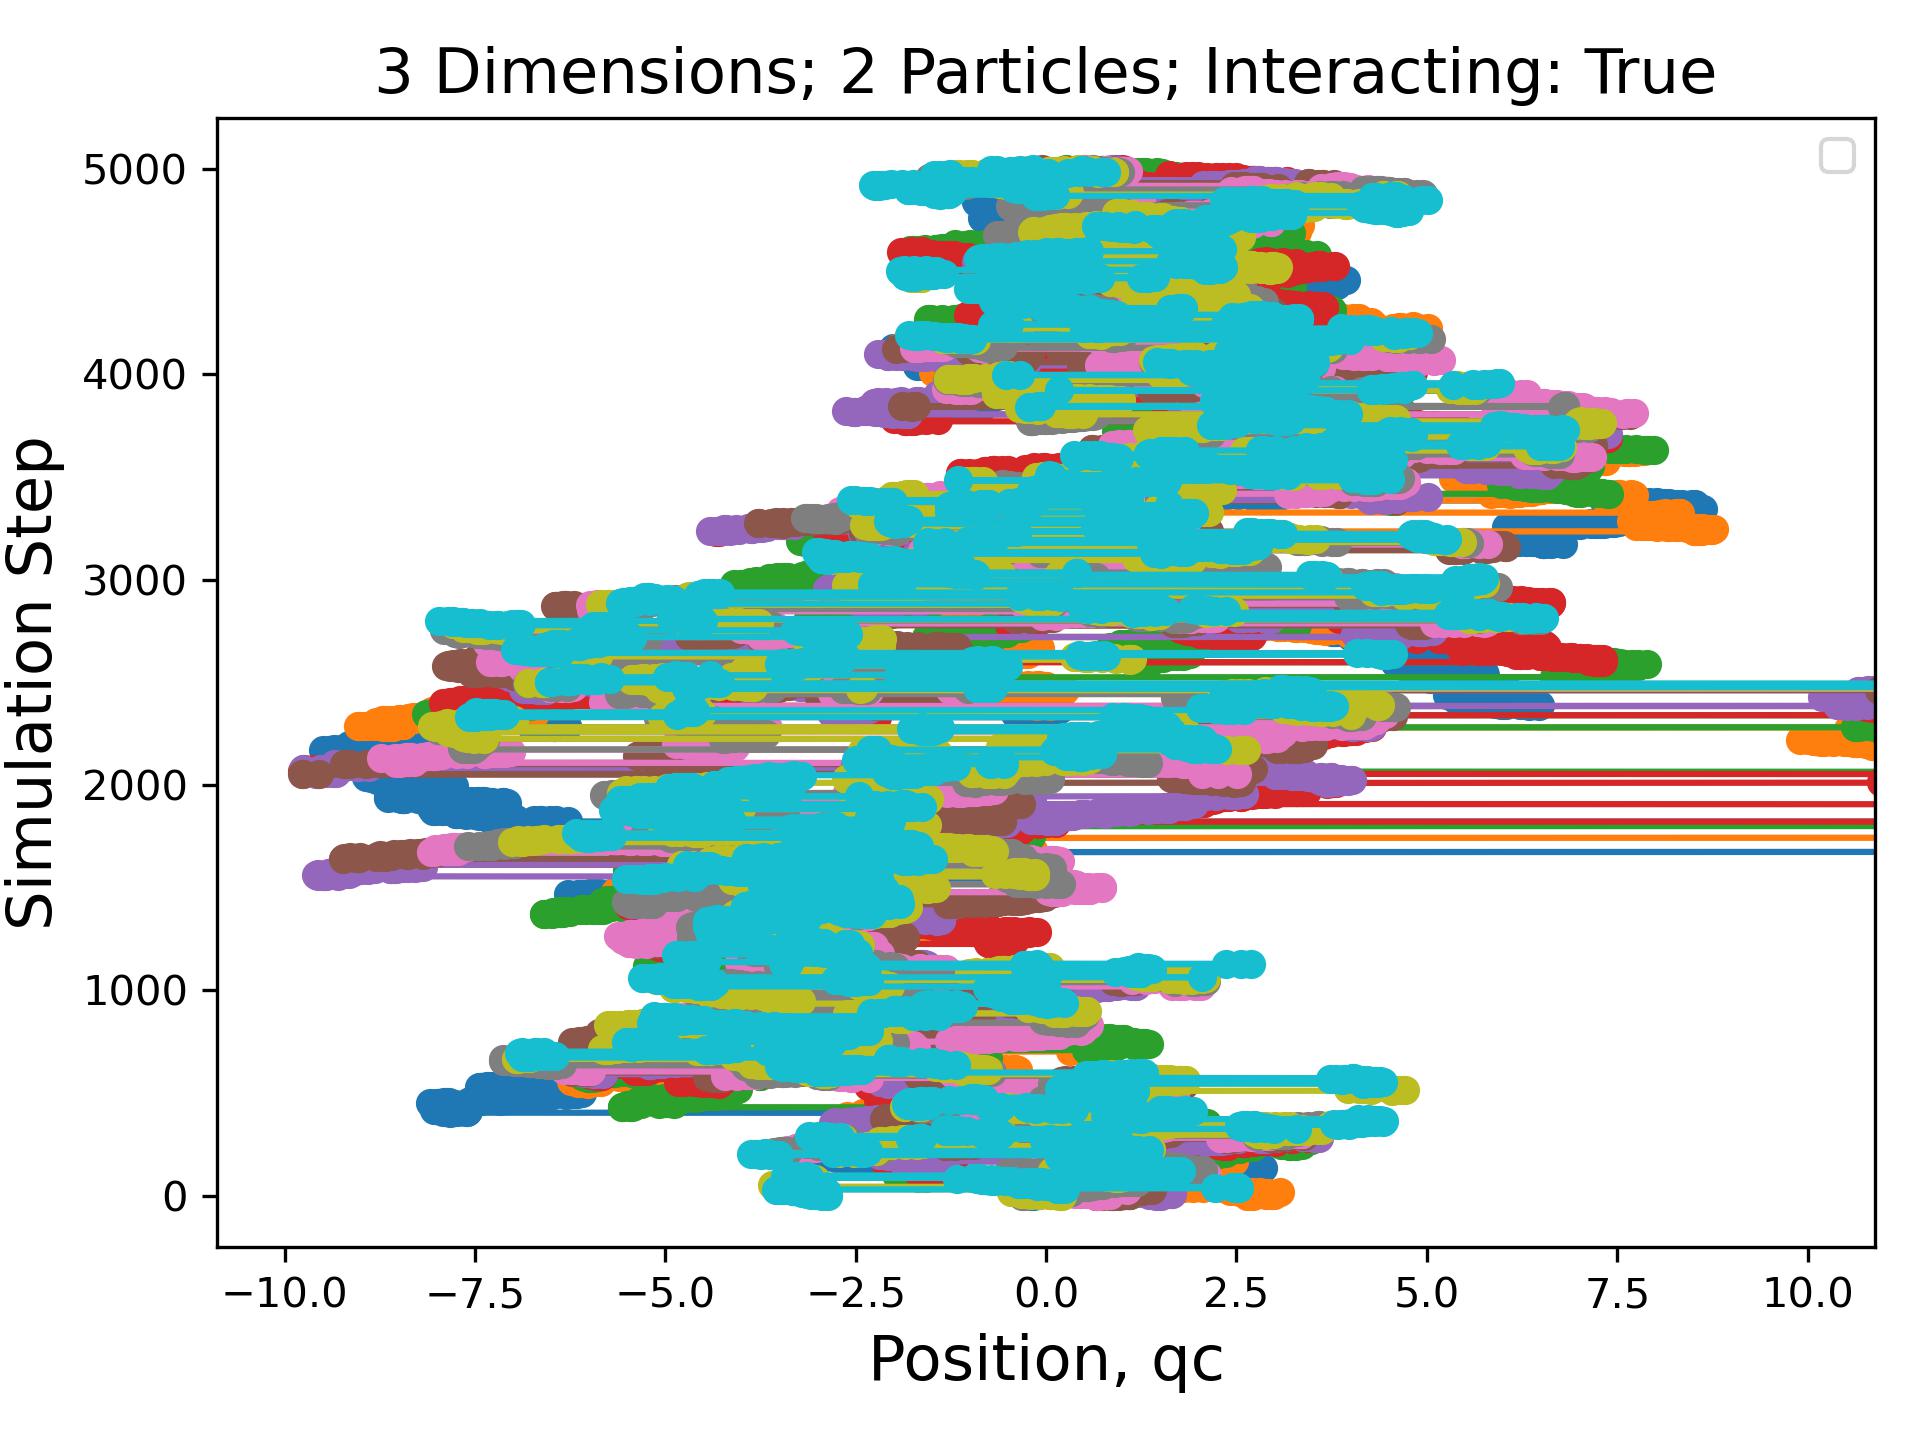 3 Dimensions; 2 Particles; Interacting: True
Simulation Step
5000
4000
3000
2000
1000
0
−10.0 −7.5 −5.0 −2.5 0.0 2.5 5.0 7.5 10.0
Position, qc